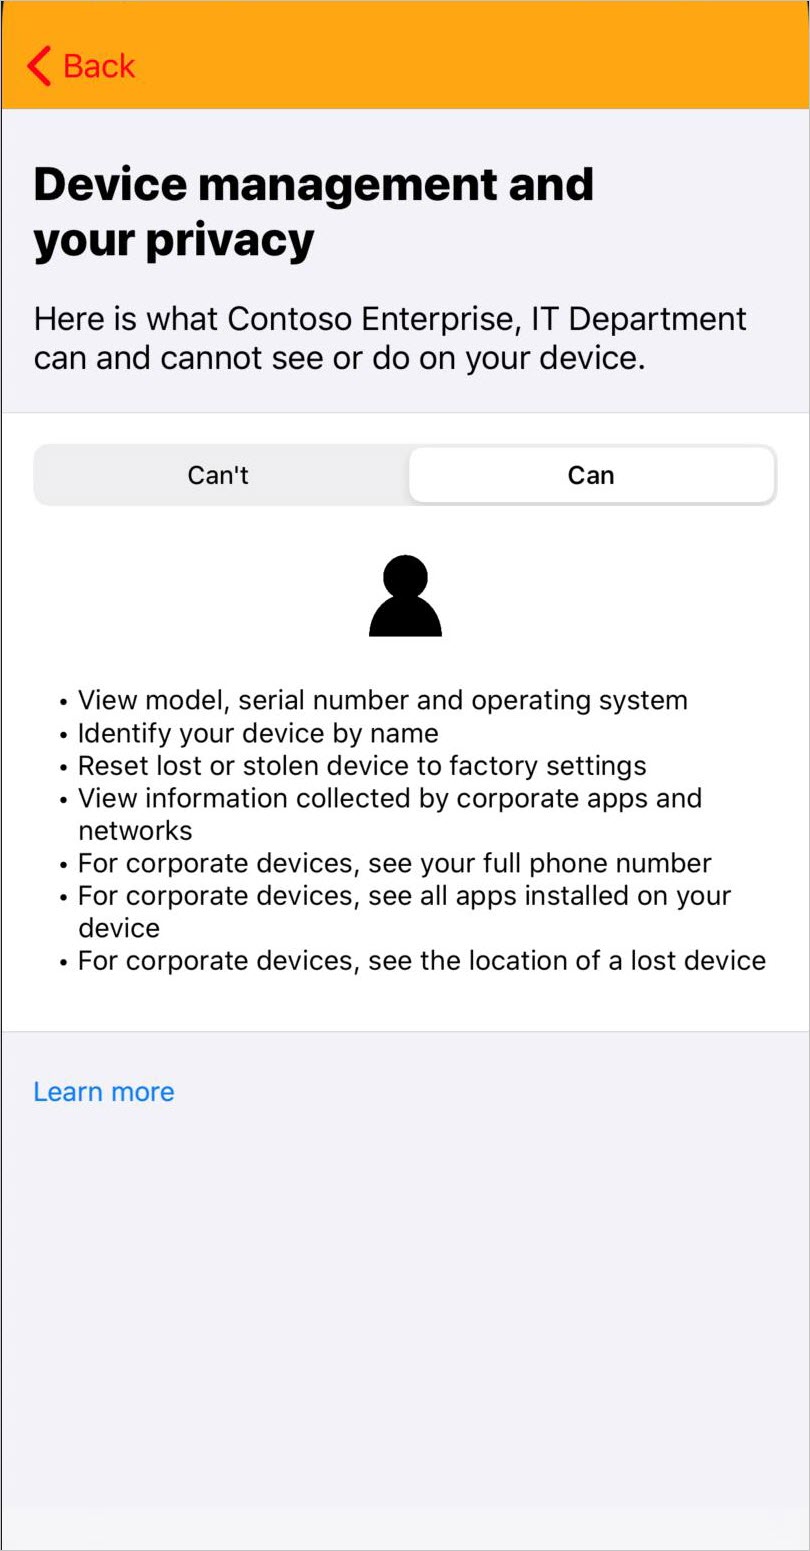 Back
Device management and
your privacy
Here is what Contoso Enterprise, IT Department
can and cannot see or do on your device.
Can't
Can
• View model, serial number and operating system
• Identify your device by name
• Reset lost or stolen device to factory settings
• View information collected by corporate apps and
networks
• For corporate devices, see your full phone number
• For corporate devices, see all apps installed on your
device
• For corporate devices, see the location of a lost device
Learn more